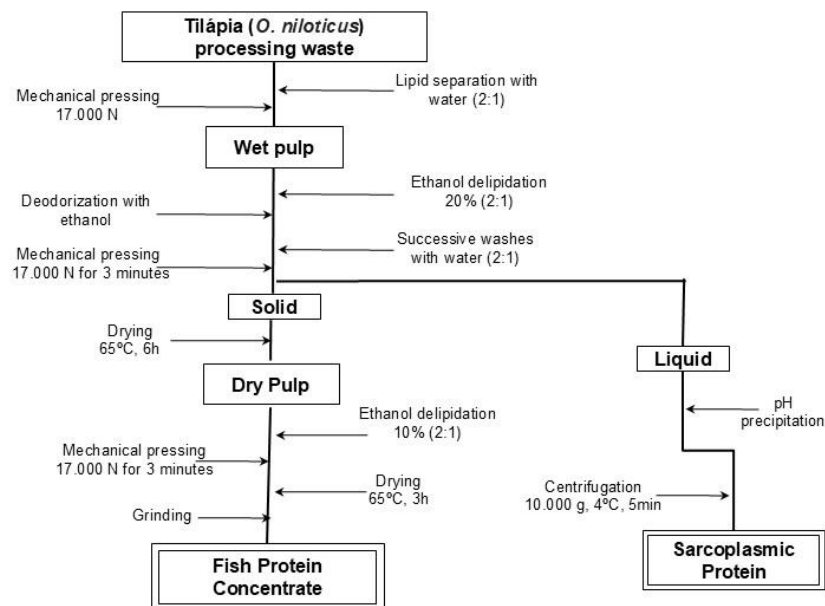 Tilápia (O. niloticus)
processing waste
Lipid separation with
water (2:1)
Mechanical pressing
17.000 N
Wet pulp
Ethanol delipidation
20% (2:1)
Deodorization with
ethanol
Successive washes
with water (2:1)
Mechanical pressing
17.000 N for 3 minutes
Solid
Drying
65ºC, 6h
Liquid
Dry Pulp
pH
precipitation
Ethanol delipidation
10% (2:1)
Mechanical pressing
17.000 N for 3 minutes
Drying
65ºC, 3h
Centrifugation
10.000 g, 4ºC, 5min
Grinding
Fish Protein
Concentrate
Sarcoplasmic
Protein